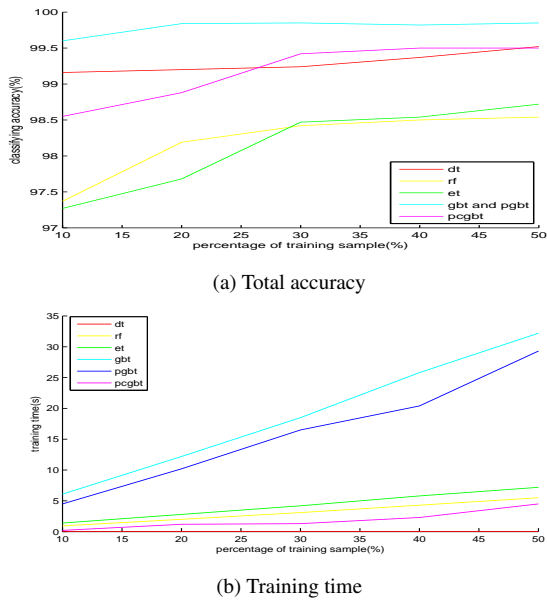 100
99.5
99
98.5
98
97.5
97
classifying accuracy(%)
dt
rf
et
gbt and pgbt
pcgbt
10 15 20 25 30 35 40 45 50
percentage of training sample(%)
(a) Total accuracy
35
30
25
20
15
10
5
0
training time(s)
dt
rf
et
gbt
pgbt
pcgbt
10 15 20 25 30 35 40 45 50
percentage of training sample(%)
(b) Training time